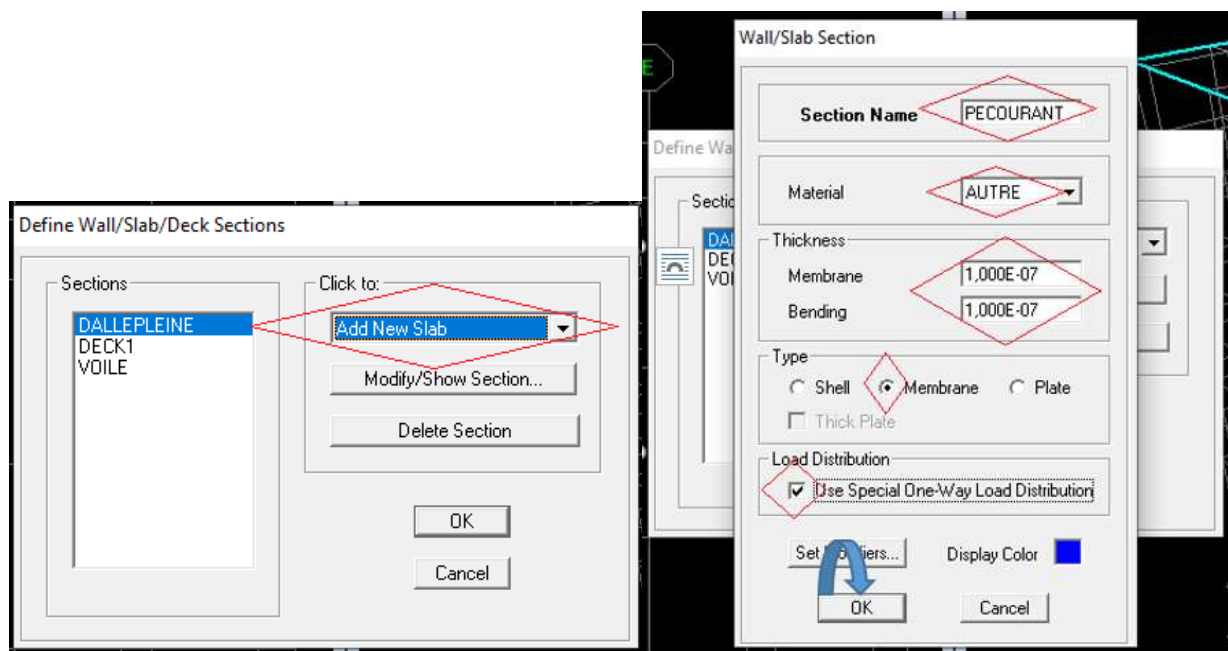 Define Wall/Slab/Deck Sections
Sections
DALLEPLEINE
DECK1
VOILE
Click to:
Add New Slab
Modify/Show Section...
Delete Section
OK
Cancel
E
Define Wa
Sectio
DAL
DEC
VOI
Wall/Slab Section
Section Name PECOURANT
Material AUTRE
Thickness
Membrane 1,000E-07
Bending 1,000E-07
Type
Shell Membrane Plate
Thick Plate
Load Distribution
Use Special One-Way Load Distribution
Display Color
OK Cancel